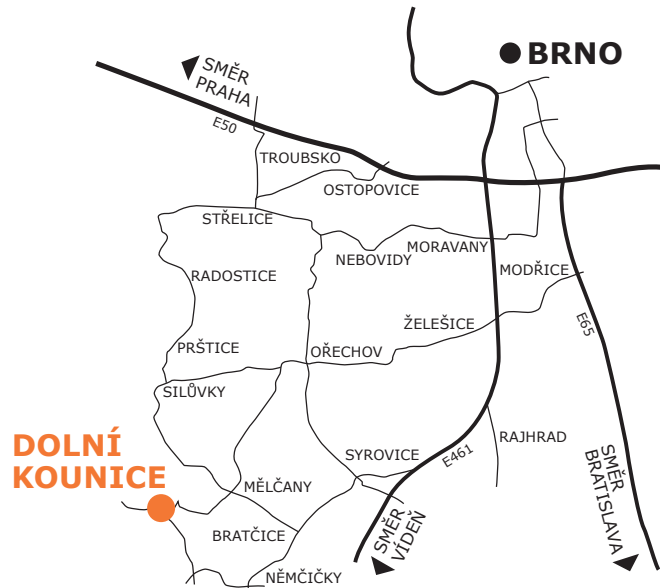 BRNO
SMĚR
PRAHA
E50
TROUBSKO
OSTOPOVICE
STŘELICE
MORAVANY
NEBOVIDY
MODŘICE
RADOSTICE
ŽELEŠICE
E65
PRŠTICE
OŘECHOV
SILŮVKY
DOLNÍ
KOUNICE
SYROVICE
RAJHRAD
E461
MĚLČANY
SMĚR
BRATISLAVA
BRATČICE
SMĚR
VÍDEŇ
NĚMČIČKY